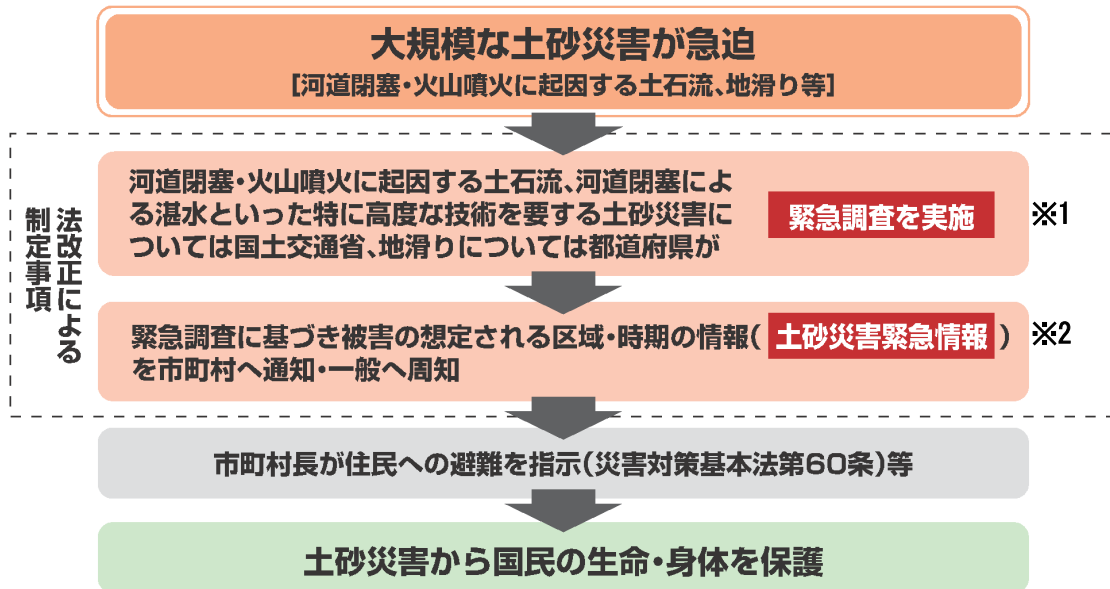 大規模な土砂災害が急迫
[河道閉塞・火山噴火に起因する土石流、地滑り等]
法改正による
制定事項
河道閉塞・火山噴火に起因する土石流、河道閉塞によ
る湛水といった特に高度な技術を要する土砂災害に
ついては国土交通省、地滑りについては都道府県が
緊急調査を実施
※1
緊急調査に基づき被害の想定される区域・時期の情報( 土砂災害緊急情報 ) ※2
を市町村へ通知・一般へ周知
市町村長が住民への避難を指示(災害対策基本法第60条)等
土砂災害から国民の生命・身体を保護